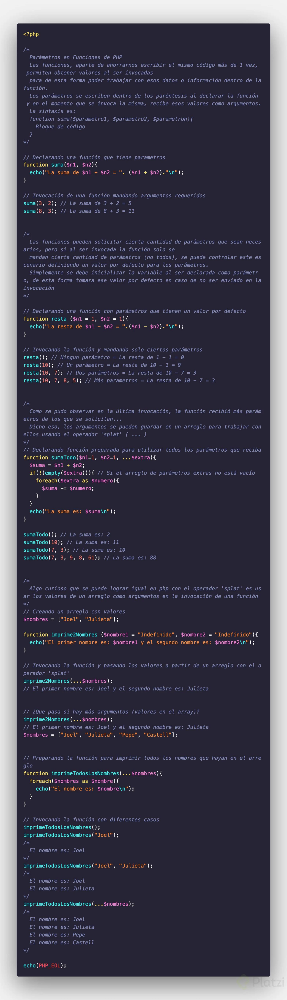 <?php

/*
  Parámetros en Funciones de PHP
  Las funciones, aparte de ahorrarnos escribir el mismo código más de 1 vez,
 permiten obtener valores al ser invocadas
  para de esta forma poder trabajar con esos datos o información dentro de la
función.
  Los parámetros se escriben dentro de los paréntesis al declarar la función
 y en el momento que se invoca la misma, recibe esos valores como argumentos.
  La sintaxis es:
  function suma($parametro1, $parametro2, $parametron){
    Bloque de código
  }
*/

// Declarando una función que tiene parametros
function suma($n1, $n2){
  echo("La suma de $n1 + $n2 = ". ($n1 + $n2)."\n");
}

// Invocación de una función mandando argumentos requeridos
suma(3, 2); // La suma de 3 + 2 = 5
suma(8, 3); // La suma de 8 + 3 = 11

/*
  Las funciones pueden solicitar cierta cantidad de parámetros que sean neces
arios, pero si al ser invocada la función solo se
  mandan cierta cantidad de parámetros (no todos), se puede controlar este es
cenario definiendo un valor por defecto para los parámetros.
  Simplemente se debe inicializar la variable al ser declarada como parámetr
o, de esta forma tomara ese valor por defecto en caso de no ser enviado en la
invocación
*/

// Declarando una función con parámetros que tienen un valor por defecto
function resta ($n1 = 1, $n2 = 1){
  echo("La resta de $n1 - $n2 = ".($n1 - $n2)."\n");
}

// Invocando la función y mandando solo ciertos parámetros
resta(); // Ningun parámetro = La resta de 1 - 1 = 0
resta(10); // Un parámetro = La resta de 10 - 1 = 9
resta(10, 7); // Dos parámetros = La resta de 10 - 7 = 3
resta(10, 7, 8, 5); // Más parametros = La resta de 10 - 7 = 3

/*
  Como se pudo observar en la última invocación, la función recibió más parám
etros de los que se solicitan...
  Dicho eso, los argumentos se pueden guardar en un arreglo para trabajar con
ellos usando el operador 'splat' ( ... )
*/
// Declarando función preparada para utilizar todos los parámetros que reciba
function sumaTodo($n1=1, $n2=1, ...$extra){
  $suma = $n1 + $n2;
  if(!(empty($extra))){ // Si el arreglo de parámetros extras no está vacío
    foreach($extra as $numero){
      $suma += $numero;
    }
  }
  echo("La suma es: $suma\n");
}

sumaTodo(); // La suma es: 2
sumaTodo(10); // La suma es: 11
sumaTodo(7, 3); // La suma es: 10
sumaTodo(7, 3, 9, 8, 61); // La suma es: 88

/*
  Algo curioso que se puede lograr igual en php con el operador 'splat' es us
ar los valores de un arreglo como argumentos en la invocación de una función
*/
// Creando un arreglo con valores
$nombres = ["Joel", "Julieta"];

function imprime2Nombres ($nombre1 = "Indefinido", $nombre2 = "Indefinido"){
  echo("El primer nombre es: $nombre1 y el segundo nombre es: $nombre2\n");
}

// Invocando la función y pasando los valores a partir de un arreglo con el o
perador 'splat'
imprime2Nombres(...$nombres);
// El primer nombre es: Joel y el segundo nombre es: Julieta

// ¿Que pasa si hay más argumentos (valores en el array)?
imprime2Nombres(...$nombres);
// El primer nombre es: Joel y el segundo nombre es: Julieta
$nombres = ["Joel", "Julieta", "Pepe", "Castell"];

// Preparando la función para imprimir todos los nombres que hayan en el arre
glo
function imprimeTodosLosNombres(...$nombres){
  foreach($nombres as $nombre){
    echo("El nombre es: $nombre\n");
  }
}

// Invocando la función con diferentes casos
imprimeTodosLosNombres();
imprimeTodosLosNombres("Joel");
/*
  El nombre es: Joel
*/
imprimeTodosLosNombres("Joel", "Julieta");
/*
  El nombre es: Joel
  El nombre es: Julieta
*/
imprimeTodosLosNombres(...$nombres);
/*
  El nombre es: Joel
  El nombre es: Julieta
  El nombre es: Pepe
  El nombre es: Castell
*/

echo(PHP_EOL);
Platzi